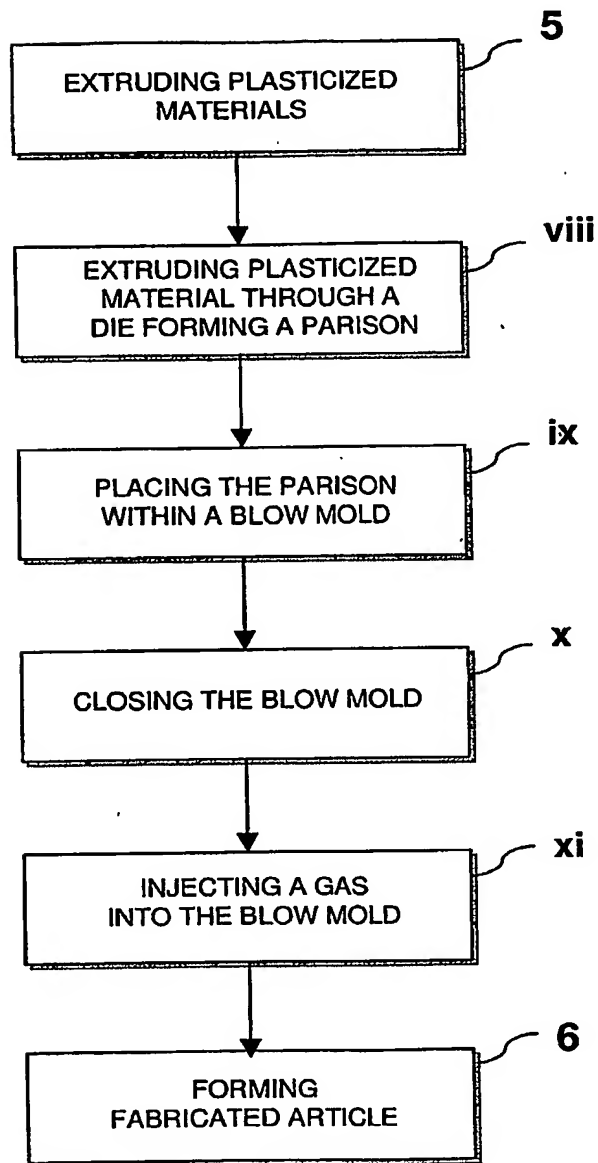 5
EXTRUDING PLASTICIZED
MATERIALS
viii
EXTRUDING PLASTICIZED
MATERIAL THROUGH A
DIE FORMING A PARISON
ix
PLACING THE PARISON
WITHIN A BLOW MOLD
x
CLOSING THE BLOW MOLD
xi
INJECTING A GAS
INTO THE BLOW MOLD
6
FORMING
FABRICATED ARTICLE